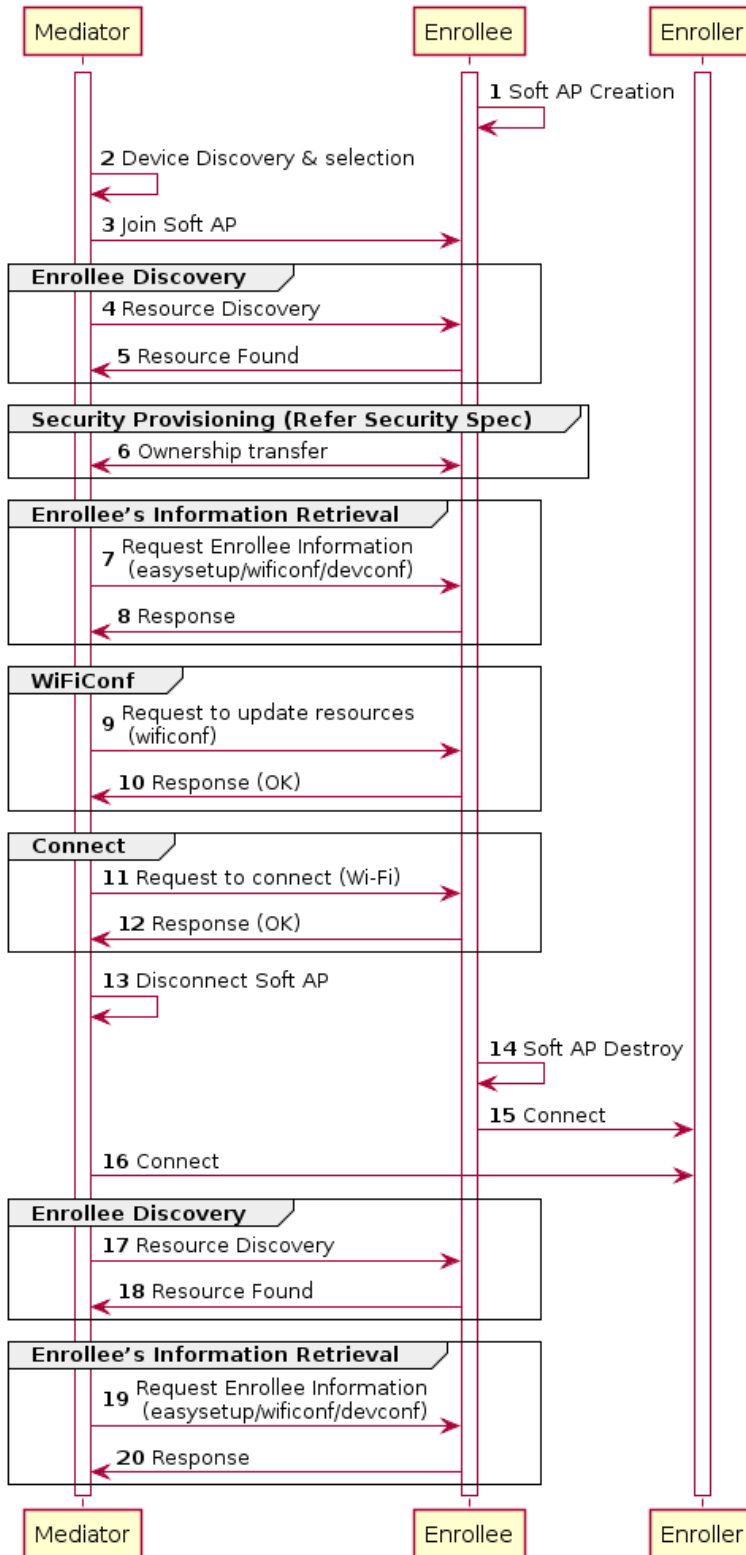 Mediator Enrollee Enroller
1 Soft AP Creation
2 Device Discovery & selection
3 Join Soft AP
Enrollee Discovery
4 Resource Discovery
5 Resource Found
Security Provisioning (Refer Security Spec)
6 Ownership transfer
Enrollee’s Information Retrieval
7 Request Enrollee Information
(easysetup/wificonf/devconf)
8 Response
WiFiConf
9 Request to update resources
(wificonf)
10 Response (OK)
Connect
11 Request to connect (Wi-Fi)
12 Response (OK)
13 Disconnect Soft AP
14 Soft AP Destroy
15 Connect
16 Connect
Enrollee Discovery
17 Resource Discovery
18 Resource Found
Enrollee’s Information Retrieval
19 Request Enrollee Information
(easysetup/wificonf/devconf)
20 Response
Mediator Enrollee Enroller